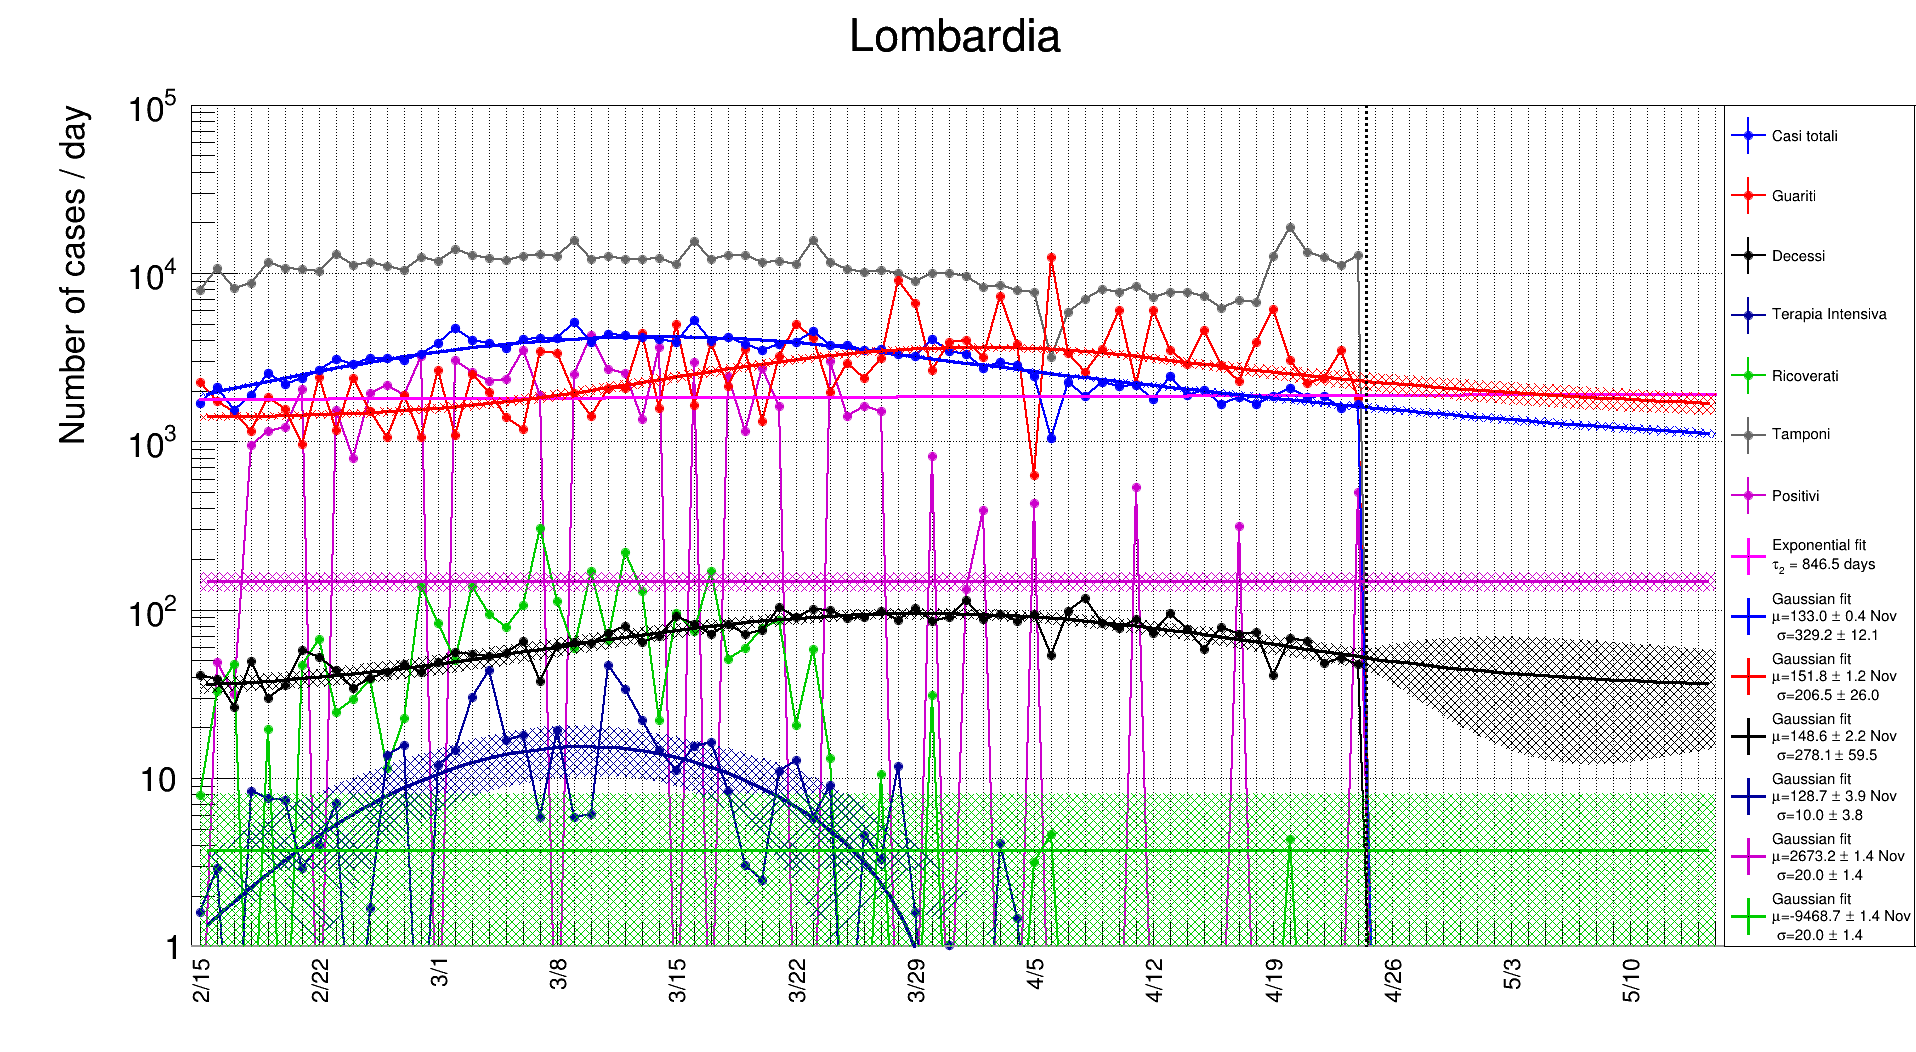 Lombardia
Number of cases / day
10^5
10^4
10^3
10^2
10
1
2/15
2/22
3/1
3/8
3/15
3/22
3/29
4/5
4/12
4/19
4/26
5/3
5/10
Casi totali
Guariti
Decessi
Terapia Intensiva
Ricoverati
Tamponi
Positivi
Exponential fit
τ₂ = 846.5 days
Gaussian fit
μ=133.0 ± 0.4 Nov
σ=329.2 ± 12.1
Gaussian fit
μ=151.8 ± 1.2 Nov
σ=206.5 ± 26.0
Gaussian fit
μ=148.6 ± 2.2 Nov
σ=278.1 ± 59.5
Gaussian fit
μ=128.7 ± 3.9 Nov
σ=10.0 ± 3.8
Gaussian fit
μ=2673.2 ± 1.4 Nov
σ=20.0 ± 1.4
Gaussian fit
μ=-9468.7 ± 1.4 Nov
σ=20.0 ± 1.4